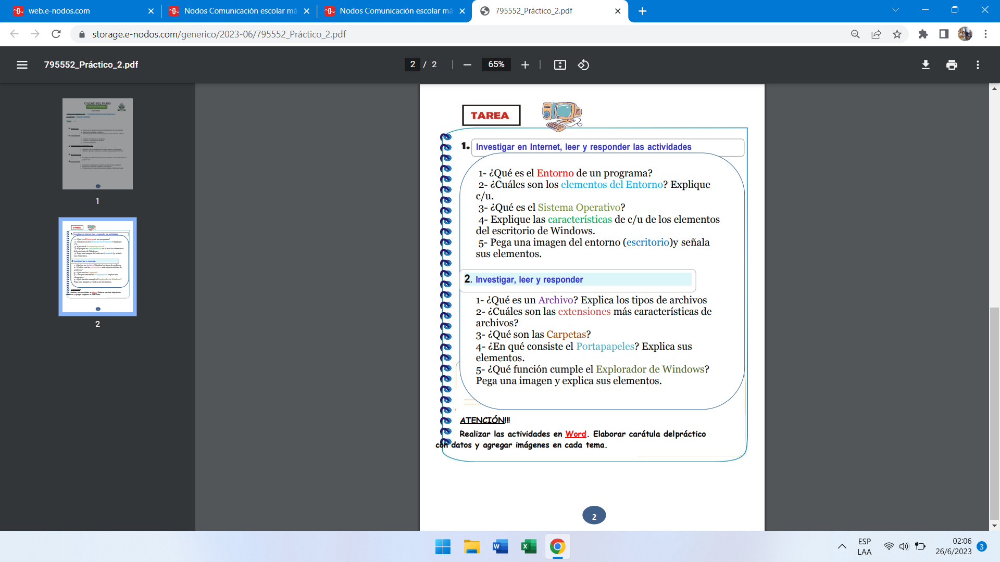 web.e-nodos.com
Nodos Comunicación escolar má
Nodos Comunicación escolar má
795552_Práctico_2.pdf
storage.e-nodos.com/generico/2023-06/795552_Práctico_2.pdf
795552_Práctico_2.pdf
2 / 2
65%
COLEGIO DEL PRADO
1
2
TAREA
1. Investigar en Internet, leer y responder las actividades
1- ¿Qué es el Entorno de un programa?
2- ¿Cuáles son los elementos del Entorno? Explique
c/u.
3- ¿Qué es el Sistema Operativo?
4- Explique las características de c/u de los elementos
del escritorio de Windows.
5- Pega una imagen del entorno (escritorio)y señala
sus elementos.
2. Investigar, leer y responder
1- ¿Qué es un Archivo? Explica los tipos de archivos
2- ¿Cuáles son las extensiones más características de
archivos?
3- ¿Qué son las Carpetas?
4- ¿En qué consiste el Portapapeles? Explica sus
elementos.
5- ¿Qué función cumple el Explorador de Windows?
Pega una imagen y explica sus elementos.
ATENCIÓN!!!
Realizar las actividades en Word. Elaborar carátula delpráctico
con datos y agregar imágenes en cada tema.
2
ESP
LAA
02:06
26/6/2023
3